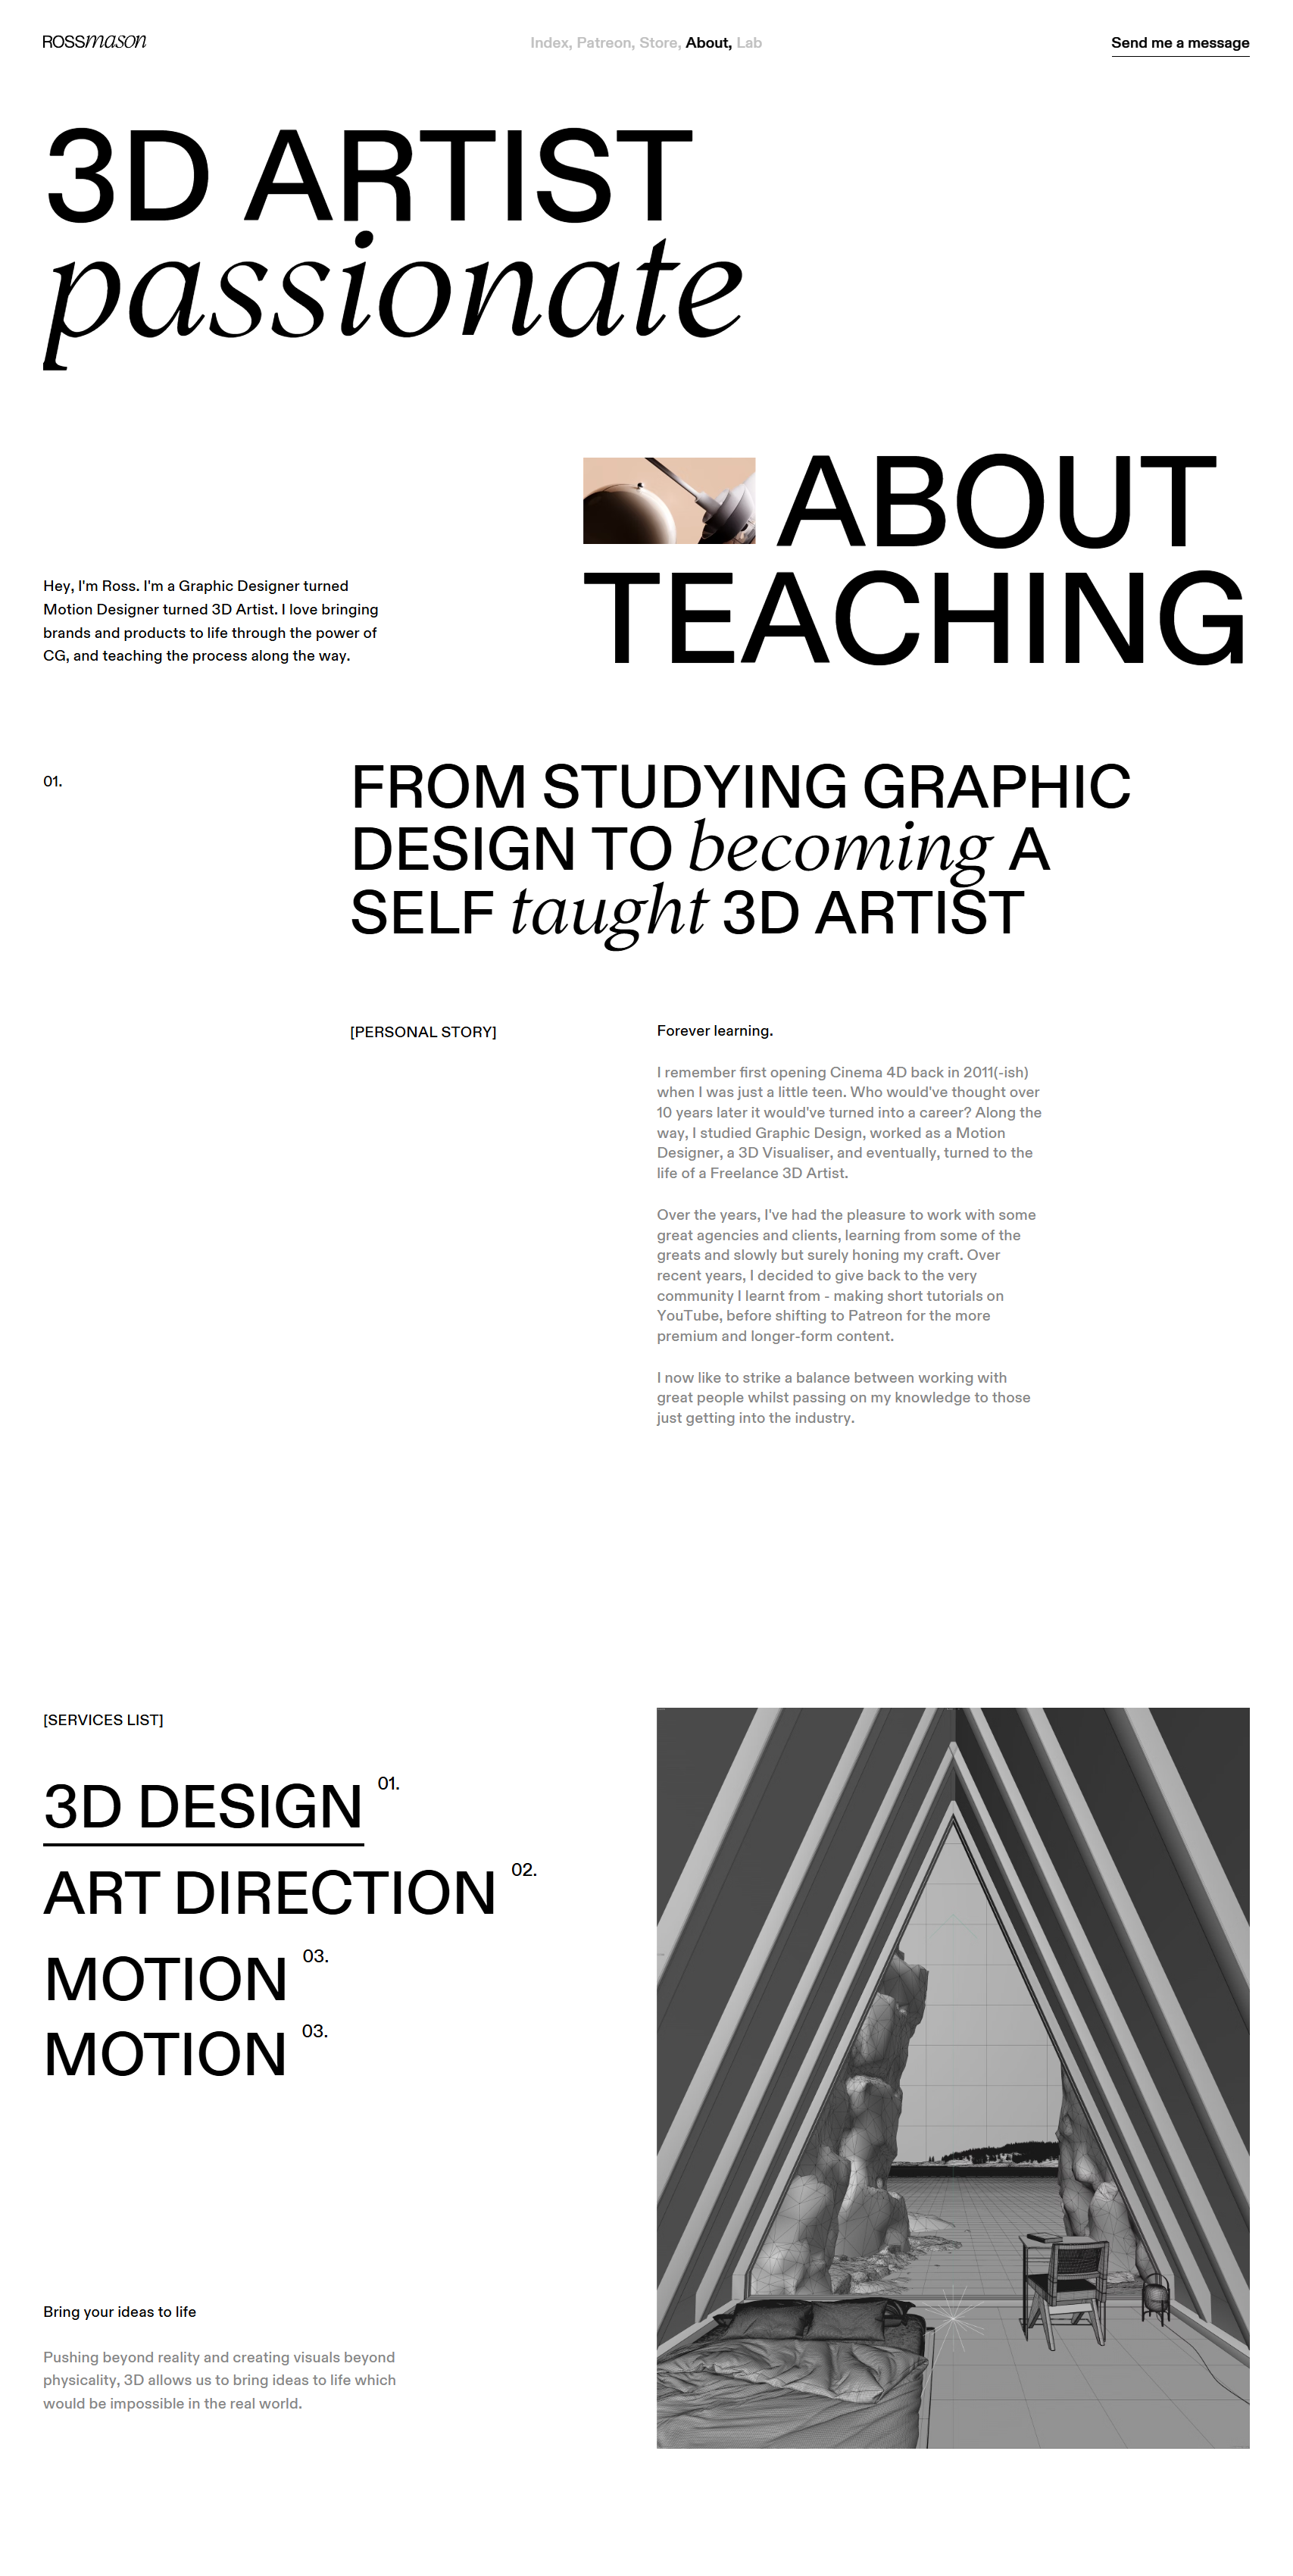 ROSSmason
Index, Patreon, Store, About, Lab
Send me a message
3D ARTIST
passionate
ABOUT
TEACHING
Hey, I'm Ross. I'm a Graphic Designer turned
Motion Designer turned 3D Artist. I love bringing
brands and products to life through the power of
CG, and teaching the process along the way.
01.
FROM STUDYING GRAPHIC
DESIGN TO becoming A
SELF taught 3D ARTIST
[PERSONAL STORY]
Forever learning.
I remember first opening Cinema 4D back in 2011(-ish)
when I was just a little teen. Who would've thought over
10 years later it would've turned into a career? Along the
way, I studied Graphic Design, worked as a Motion
Designer, a 3D Visualiser, and eventually, turned to the
life of a Freelance 3D Artist.
Over the years, I've had the pleasure to work with some
great agencies and clients, learning from some of the
greats and slowly but surely honing my craft. Over
recent years, I decided to give back to the very
community I learnt from - making short tutorials on
YouTube, before shifting to Patreon for the more
premium and longer-form content.
I now like to strike a balance between working with
great people whilst passing on my knowledge to those
just getting into the industry.
[SERVICES LIST]
3D DESIGN 01.
ART DIRECTION 02.
MOTION 03.
MOTION 03.
Bring your ideas to life
Pushing beyond reality and creating visuals beyond
physicality, 3D allows us to bring ideas to life which
would be impossible in the real world.